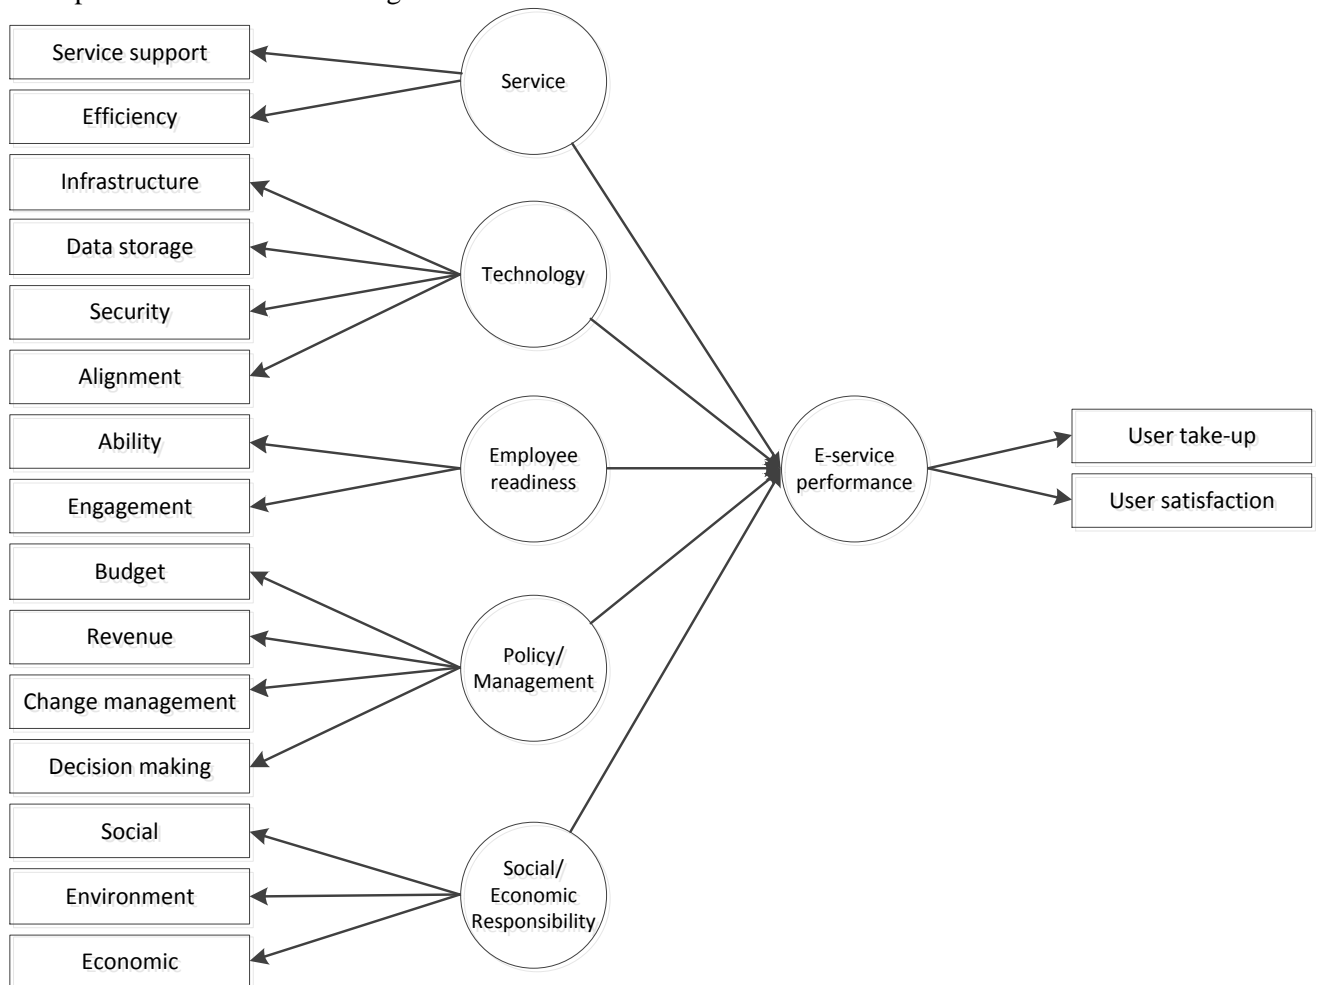 Service support
Efficiency
Infrastructure
Data storage
Security
Alignment
Ability
Engagement
Budget
Revenue
Change management
Decision making
Social
Environment
Economic
Service
Technology
Employee
readiness
Policy/
Management
Social/
Economic
Responsibility
E-service
performance
User take-up
User satisfaction